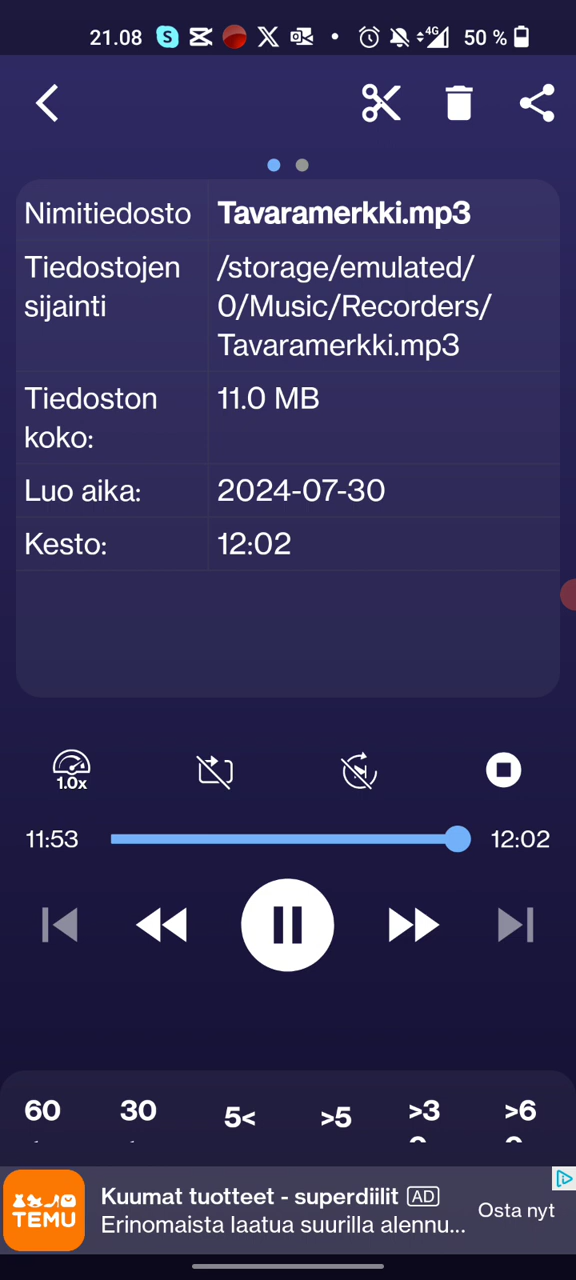 21.08 S X 4G 50 %
Nimitiedosto Tavaramerkki.mp3
Tiedostojen sijainti /storage/emulated/
0/Music/Recorders/
Tavaramerkki.mp3
Tiedoston koko: 11.0 MB
Luo aika: 2024-07-30
Kesto: 12:02
1.0x
11:53 12:02
60 30 5< >5 >3 >6
TEMU
Kuumat tuotteet - superdiilit AD
Erinomaista laatua suurilla alennu...
Osta nyt